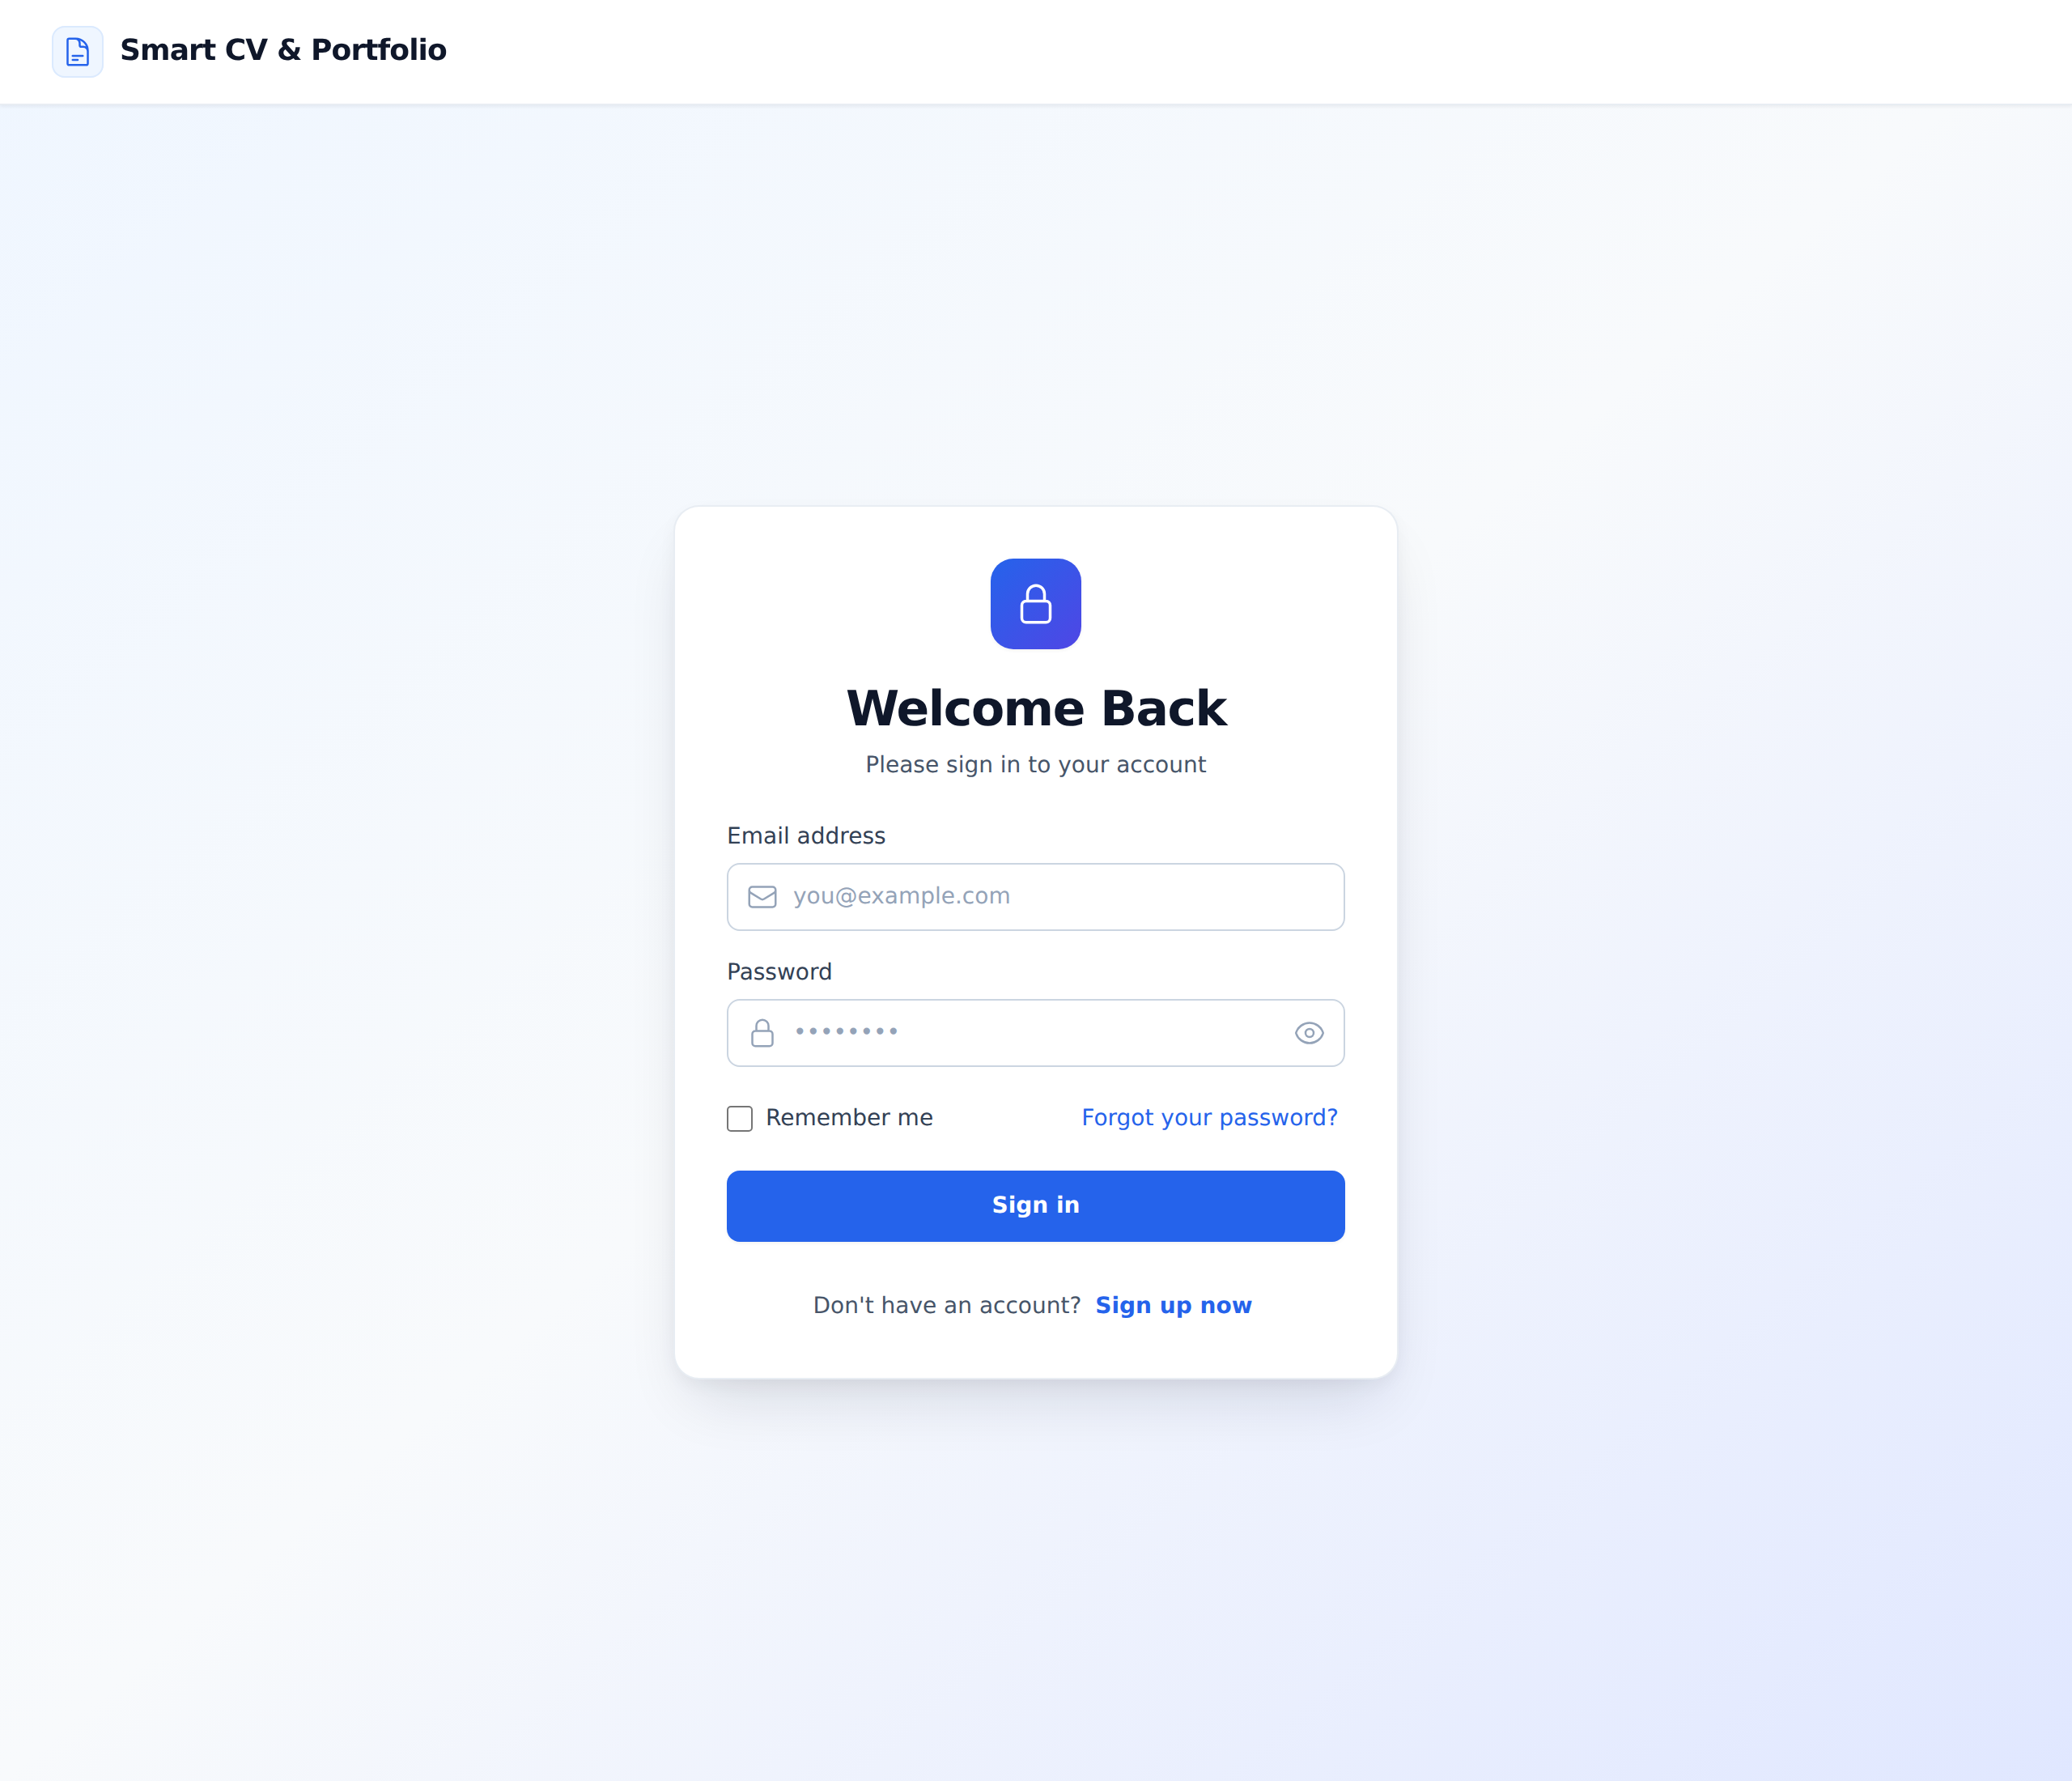 Smart CV & Portfolio
Welcome Back
Please sign in to your account
Email address
you@example.com
Password
••••••••
Remember me
Forgot your password?
Sign in
Don't have an account? Sign up now